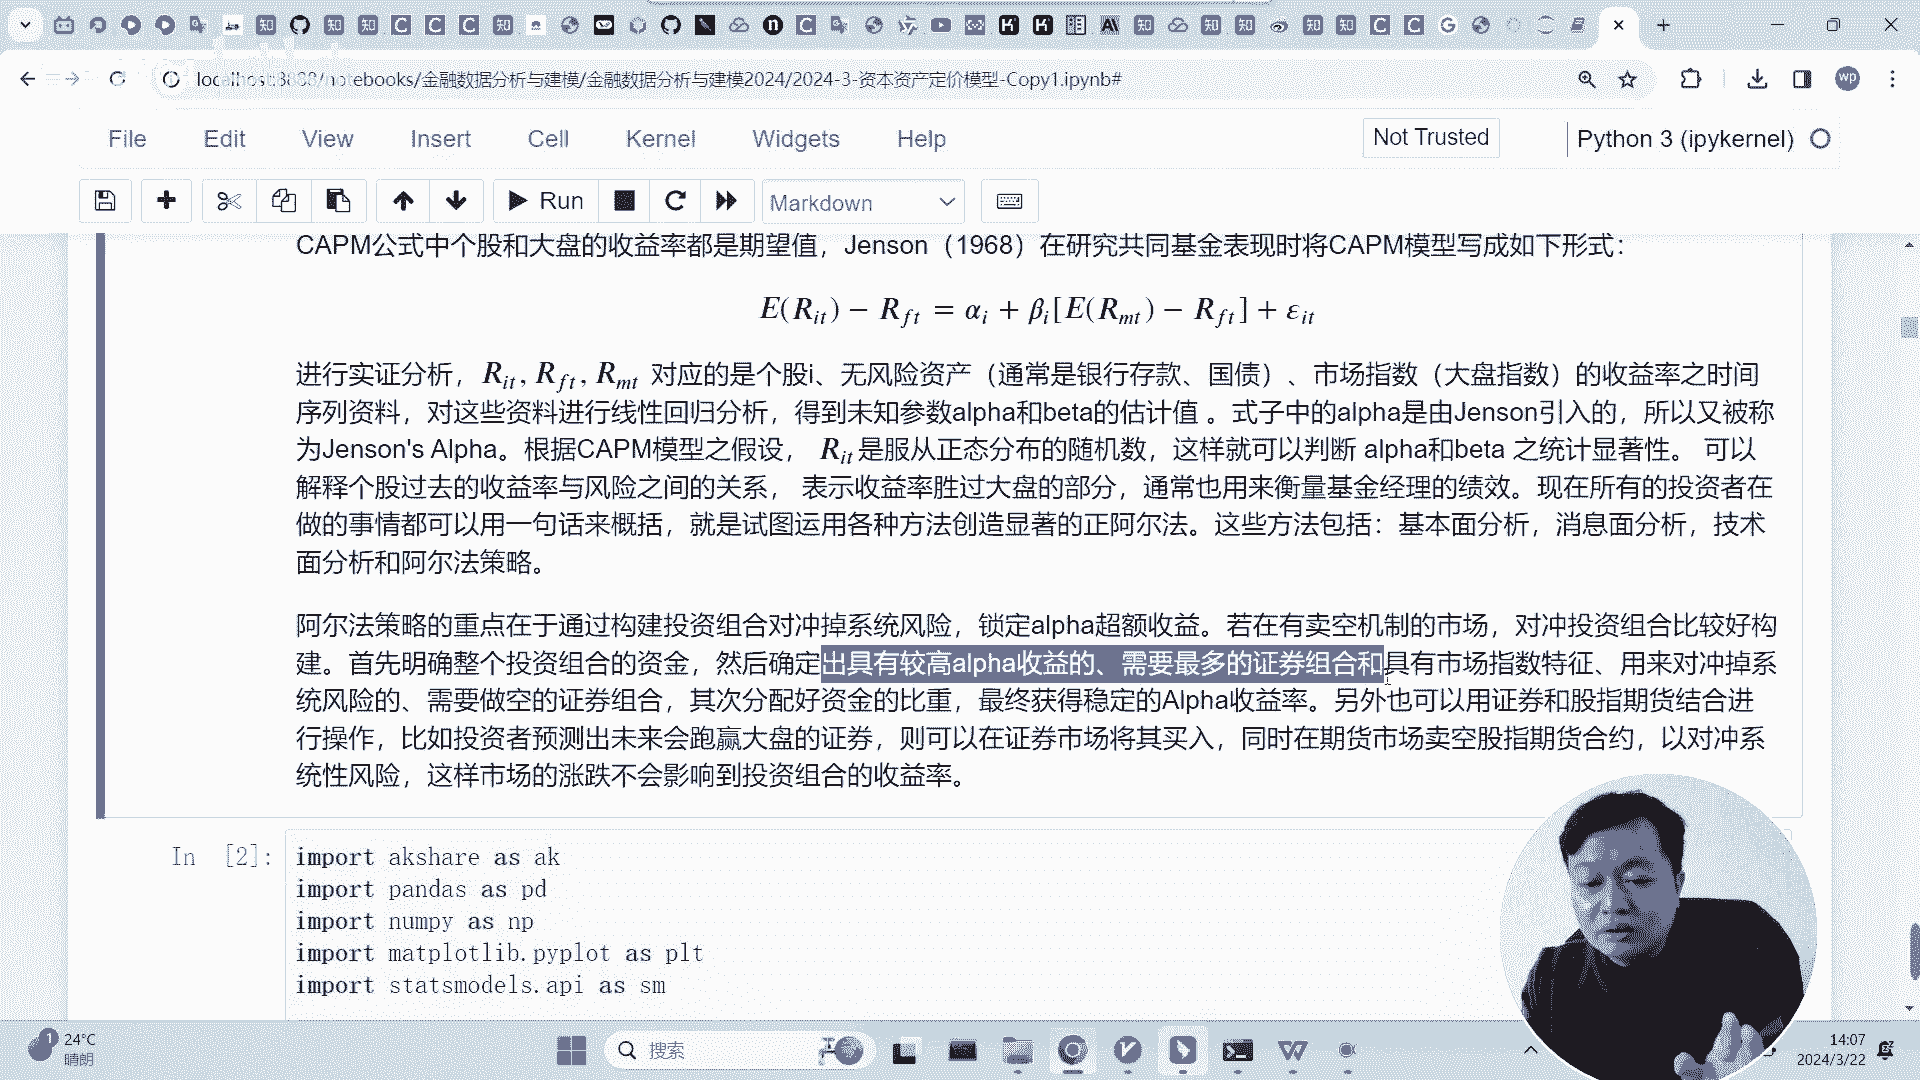 localhost:8888/notebooks/金融数据分析与建模/金融数据分析与建模2024/2024-3-资本资产定价模型-Copy1.ipynb#
wp
File Edit View Insert Cell Kernel Widgets Help
Not Trusted
Python 3 (ipykernel)
Run
Markdown
CAPM公式中个股和大盘的收益率都是期望值，Jenson（1968）在研究共同基金表现时将CAPM模型写成如下形式：
E(R_{it}) − R_{ft} = α_i + β_i[E(R_{mt}) − R_{ft}] + ε_{it}
进行实证分析，R_{it}, R_{ft}, R_{mt} 对应的是个股i、无风险资产（通常是银行存款、国债）、市场指数（大盘指数）的收益率之时间
序列资料，对这些资料进行线性回归分析，得到未知参数alpha和beta的估计值 。式子中的alpha是由Jenson引入的，所以又被称
为Jenson's Alpha。根据CAPM模型之假设， R_{it}是服从正态分布的随机数，这样就可以判断 alpha和beta 之统计显著性。 可以
解释个股过去的收益率与风险之间的关系， 表示收益率胜过大盘的部分，通常也用来衡量基金经理的绩效。现在所有的投资者在
做的事情都可以用一句话来概括，就是试图运用各种方法创造显著的正阿尔法。这些方法包括：基本面分析，消息面分析，技术
面分析和阿尔法策略。
阿尔法策略的重点在于通过构建投资组合对冲掉系统风险，锁定alpha超额收益。若在有卖空机制的市场，对冲投资组合比较好构
建。首先明确整个投资组合的资金，然后确定出具有较高alpha收益的、需要最多的证券组合和具有市场指数特征、用来对冲掉系
统风险的、需要做空的证券组合，其次分配好资金的比重，最终获得稳定的Alpha收益率。另外也可以用证券和股指期货结合进
行操作，比如投资者预测出未来会跑赢大盘的证券，则可以在证券市场将其买入，同时在期货市场卖空股指期货合约，以对冲系
统性风险，这样市场的涨跌不会影响到投资组合的收益率。
In [2]:
import akshare as ak
import pandas as pd
import numpy as np
import matplotlib.pyplot as plt
import statsmodels.api as sm
1
24°C
晴朗
搜索
14:07
2024/3/22